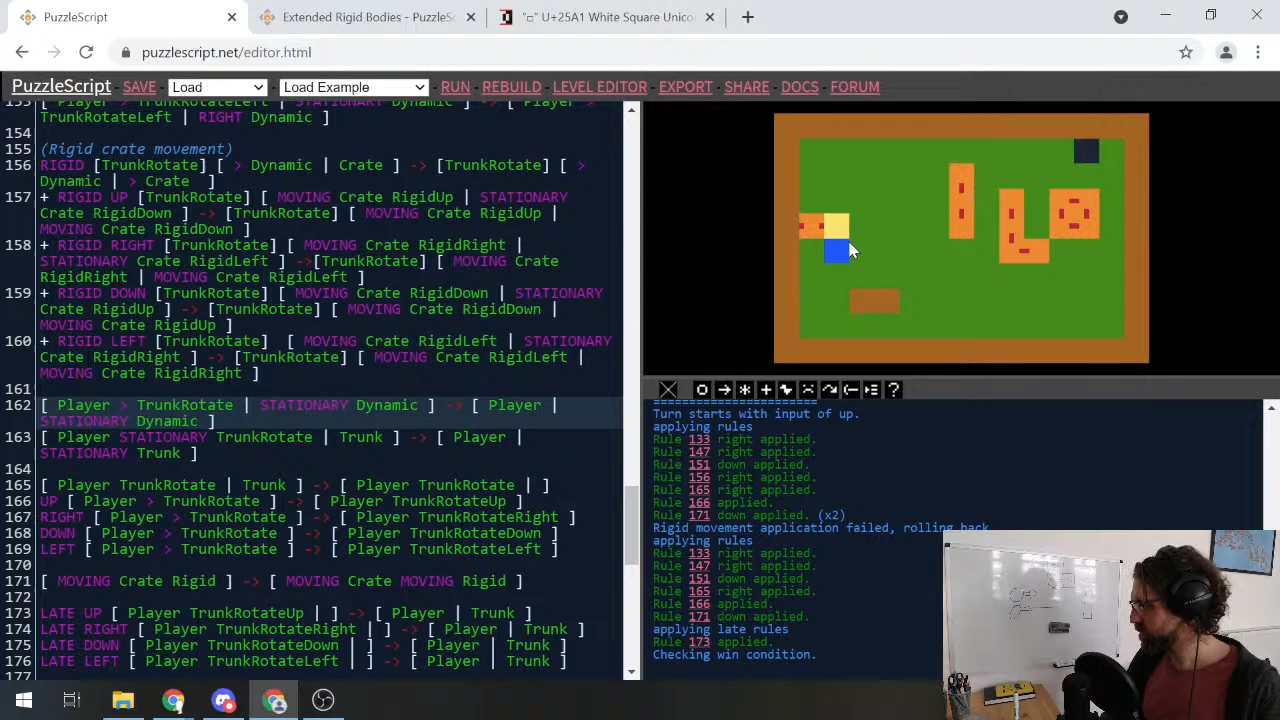 PuzzleScript
Extended Rigid Bodies - PuzzleSc
"□" U+25A1 White Square Unico
puzzlescript.net/editor.html
PuzzleScript - SAVE - Load Load Example - RUN - REBUILD - LEVEL EDITOR - EXPORT - SHARE - DOCS - FORUM
[ Player > TrunkRotateLeft | STATIONARY Dynamic ] -> [ Player >
TrunkRotateLeft | RIGHT Dynamic ]
154
155 (Rigid crate movement)
156 RIGID [TrunkRotate] [ > Dynamic | Crate ] -> [TrunkRotate] [ >
Dynamic | > Crate ]
157 + RIGID UP [TrunkRotate] [ MOVING Crate RigidUp | STATIONARY
Crate RigidDown ] -> [TrunkRotate] [ MOVING Crate RigidUp |
MOVING Crate RigidDown ]
158 + RIGID RIGHT [TrunkRotate] [ MOVING Crate RigidRight |
STATIONARY Crate RigidLeft ] ->[TrunkRotate] [ MOVING Crate
RigidRight | MOVING Crate RigidLeft ]
159 + RIGID DOWN [TrunkRotate] [ MOVING Crate RigidDown | STATIONARY
Crate RigidUp ] -> [TrunkRotate] [ MOVING Crate RigidDown |
MOVING Crate RigidUp ]
160 + RIGID LEFT [TrunkRotate] [ MOVING Crate RigidLeft | STATIONARY
Crate RigidRight ] -> [TrunkRotate] [ MOVING Crate RigidLeft |
MOVING Crate RigidRight ]
161
162 [ Player > TrunkRotate | STATIONARY Dynamic ] -> [ Player |
STATIONARY Dynamic ]
163 [ Player STATIONARY TrunkRotate | Trunk ] -> [ Player |
STATIONARY Trunk ]
164
165 [ Player TrunkRotate | Trunk ] -> [ Player TrunkRotate | ]
166 UP [ Player > TrunkRotate ] -> [ Player TrunkRotateUp ]
167 RIGHT [ Player > TrunkRotate ] -> [ Player TrunkRotateRight ]
168 DOWN [ Player > TrunkRotate ] -> [ Player TrunkRotateDown ]
169 LEFT [ Player > TrunkRotate ] -> [ Player TrunkRotateLeft ]
170
171 [ MOVING Crate Rigid ] -> [ MOVING Crate MOVING Rigid ]
172
173 LATE UP [ Player TrunkRotateUp | ] -> [ Player | Trunk ]
174 LATE RIGHT [ Player TrunkRotateRight | ] -> [ Player | Trunk ]
175 LATE DOWN [ Player TrunkRotateDown | ] -> [ Player | Trunk ]
176 LATE LEFT [ Player TrunkRotateLeft | ] -> [ Player | Trunk ]
177
=======================
Turn starts with input of up.
applying rules
Rule 133 right applied.
Rule 147 right applied.
Rule 151 down applied.
Rule 156 right applied.
Rule 165 right applied.
Rule 166 applied.
Rule 171 down applied. (x2)
Rigid movement application failed, rolling back
applying rules
Rule 133 right applied.
Rule 147 right applied.
Rule 151 down applied.
Rule 165 right applied.
Rule 166 applied.
Rule 171 down applied.
applying late rules
Rule 173 applied.
Checking win condition.